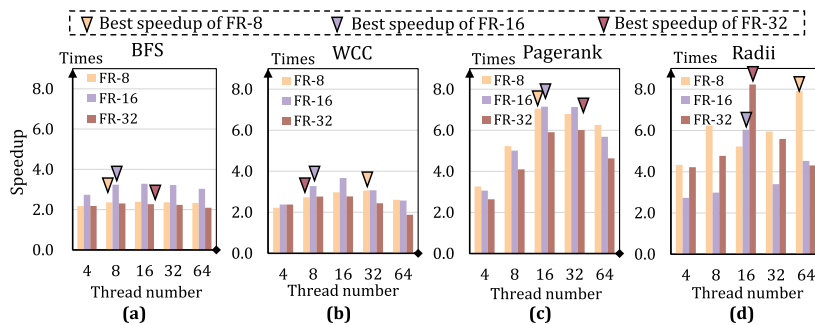 Best speedup of FR-8 Best speedup of FR-16 Best speedup of FR-32
BFS WCC Pagerank Radii
Times Times Times Times
8.0 FR-8 8.0 FR-8 8.0 FR-8 8.0 FR-8
FR-16 FR-16 FR-16 FR-16
6.0 FR-32 6.0 FR-32 6.0 FR-32 6.0 FR-32
Speedup
4.0 4.0 4.0 4.0
2.0 2.0 2.0 2.0
0.0 0.0 0.0 0.0
4 8 16 32 64 4 8 16 32 64 4 8 16 32 64 4 8 16 32 64
Thread number Thread number Thread number Thread number
(a) (b) (c) (d)